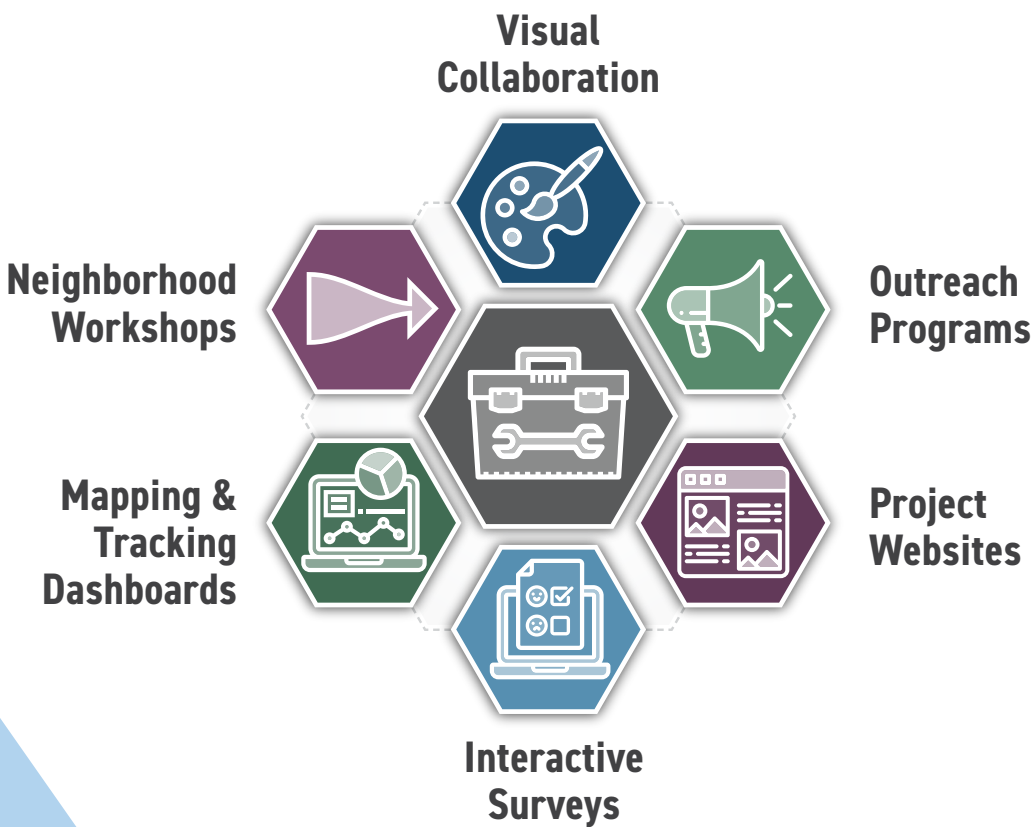 Visual
Collaboration
Outreach
Programs
Project
Websites
Interactive
Surveys
Mapping &
Tracking
Dashboards
Neighborhood
Workshops